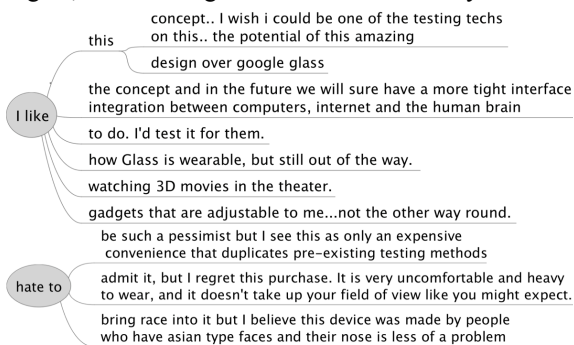 concept.. I wish i could be one of the testing techs
this
on this.. the potential of this amazing
design over google glass
the concept and in the future we will sure have a more tight interface
integration between computers, internet and the human brain
I like
to do. I'd test it for them.
how Glass is wearable, but still out of the way.
watching 3D movies in the theater.
gadgets that are adjustable to me...not the other way round.
be such a pessimist but I see this as only an expensive
convenience that duplicates pre-existing testing methods
hate to
admit it, but I regret this purchase. It is very uncomfortable and heavy
to wear, and it doesn't take up your field of view like you might expect.
bring race into it but I believe this device was made by people
who have asian type faces and their nose is less of a problem